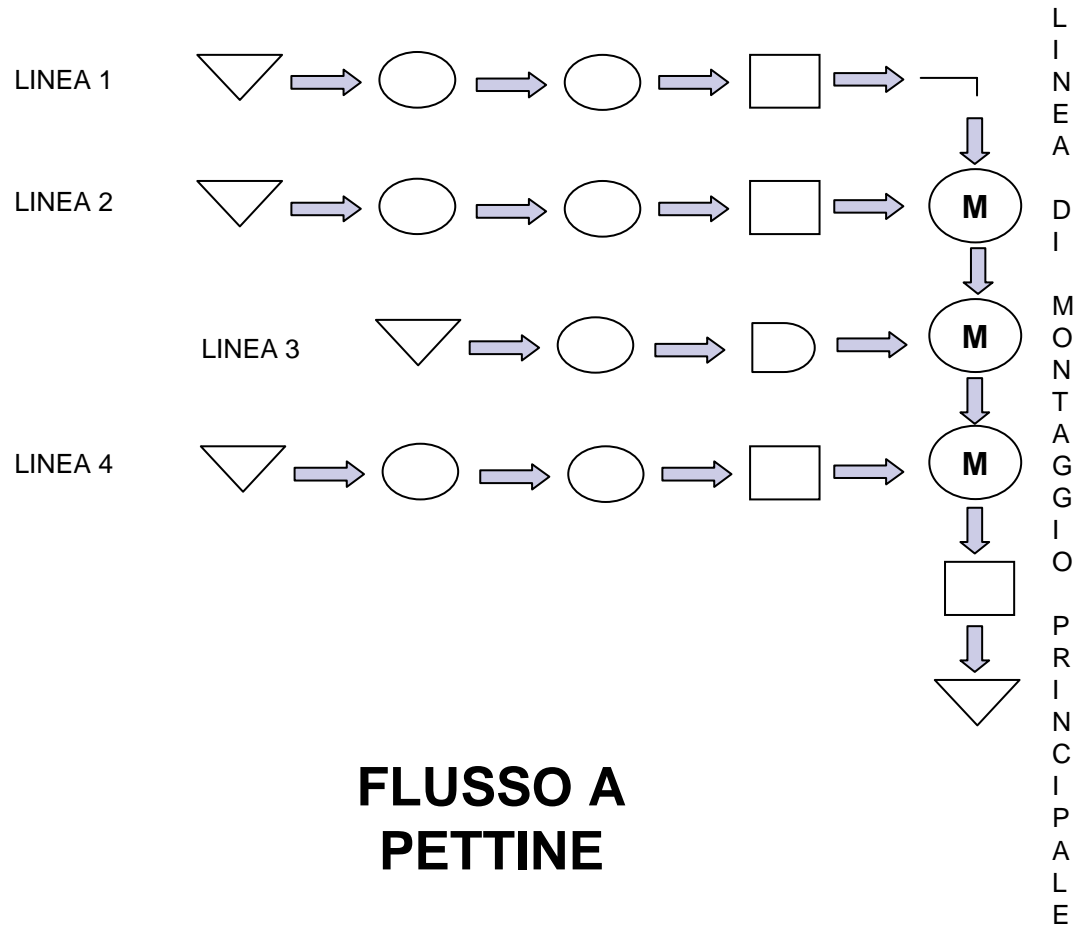 LINEA 1
LINEA 2
M
LINEA 3
M
LINEA 4
M
FLUSSO A
PETTINE
LINEA DI MONTAGGIO PRINCIPALE